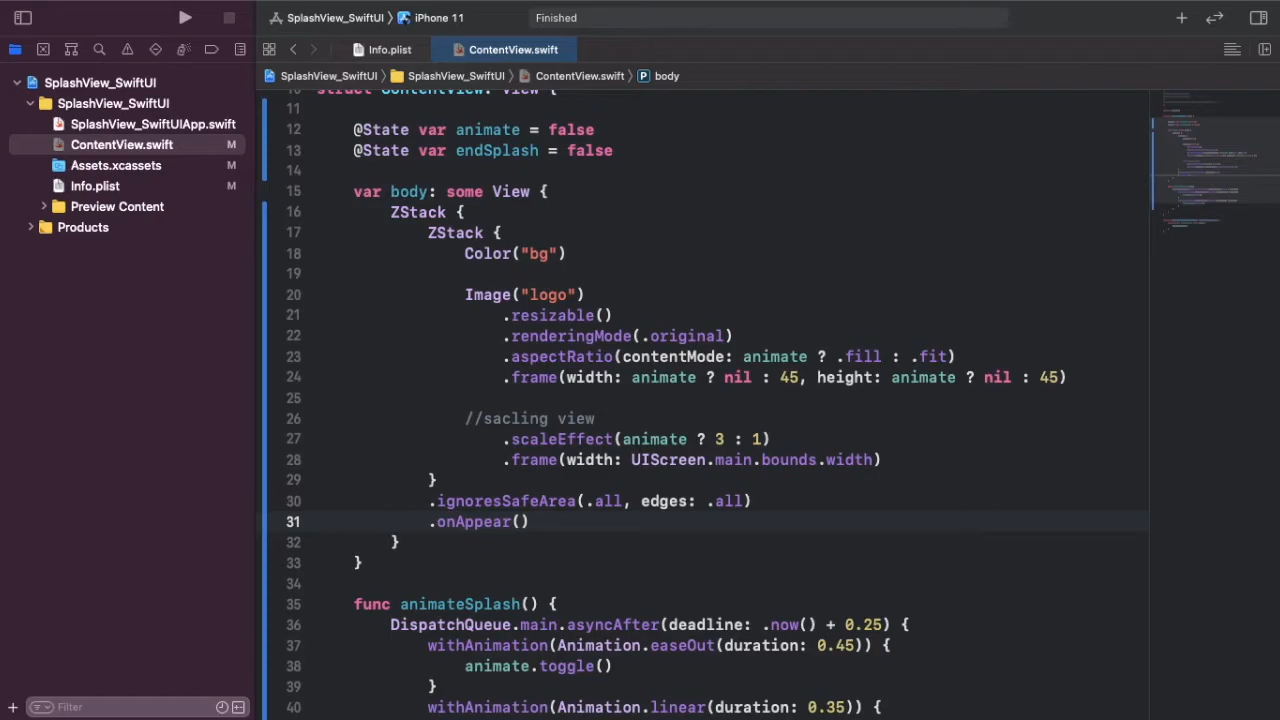 SplashView_SwiftUI 〉 iPhone 11
Finished
Info.plist
ContentView.swift
SplashView_SwiftUI 〉 SplashView_SwiftUI 〉 ContentView.swift 〉 P body
SplashView_SwiftUI
SplashView_SwiftUI
SplashView_SwiftUIApp.swift
ContentView.swift M
Assets.xcassets
Info.plist M
Preview Content
Products
Filter
10 struct ContentView: View {
11
12 @State var animate = false
13 @State var endSplash = false
14
15 var body: some View {
16 ZStack {
17 ZStack {
18 Color("bg")
19
20 Image("logo")
21 .resizable()
22 .renderingMode(.original)
23 .aspectRatio(contentMode: animate ? .fill : .fit)
24 .frame(width: animate ? nil : 45, height: animate ? nil : 45)
25
26 //sacling view
27 .scaleEffect(animate ? 3 : 1)
28 .frame(width: UIScreen.main.bounds.width)
29 }
30 .ignoresSafeArea(.all, edges: .all)
31 .onAppear()
32 }
33 }
34
35 func animateSplash() {
36 DispatchQueue.main.asyncAfter(deadline: .now() + 0.25) {
37 withAnimation(Animation.easeOut(duration: 0.45)) {
38 animate.toggle()
39 }
40 withAnimation(Animation.linear(duration: 0.35)) {